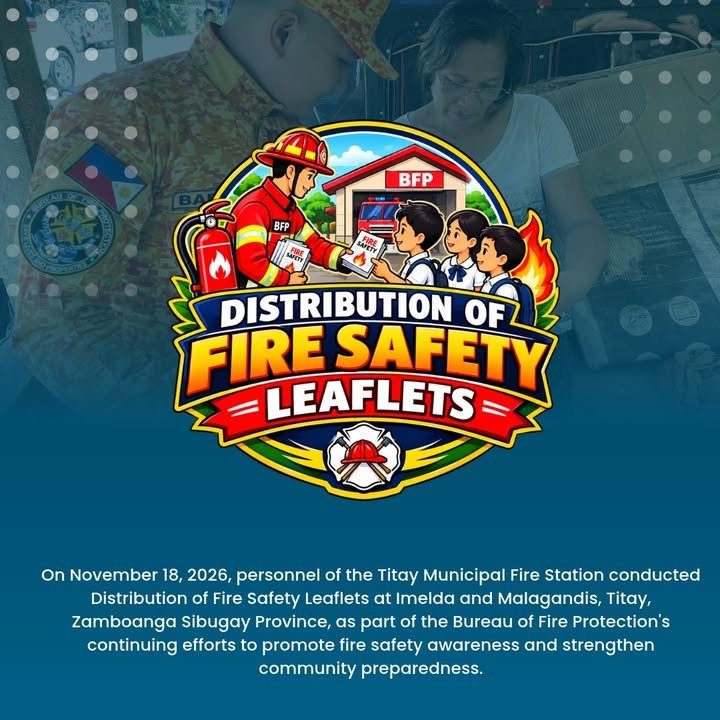 BFP
BFP
FIRE
SAFETY
FIRE
SAFETY
DISTRIBUTION OF
FIRE SAFETY
LEAFLETS
On November 18, 2026, personnel of the Titay Municipal Fire Station conducted
Distribution of Fire Safety Leaflets at Imelda and Malagandis, Titay,
Zamboanga Sibugay Province, as part of the Bureau of Fire Protection's
continuing efforts to promote fire safety awareness and strengthen
community preparedness.